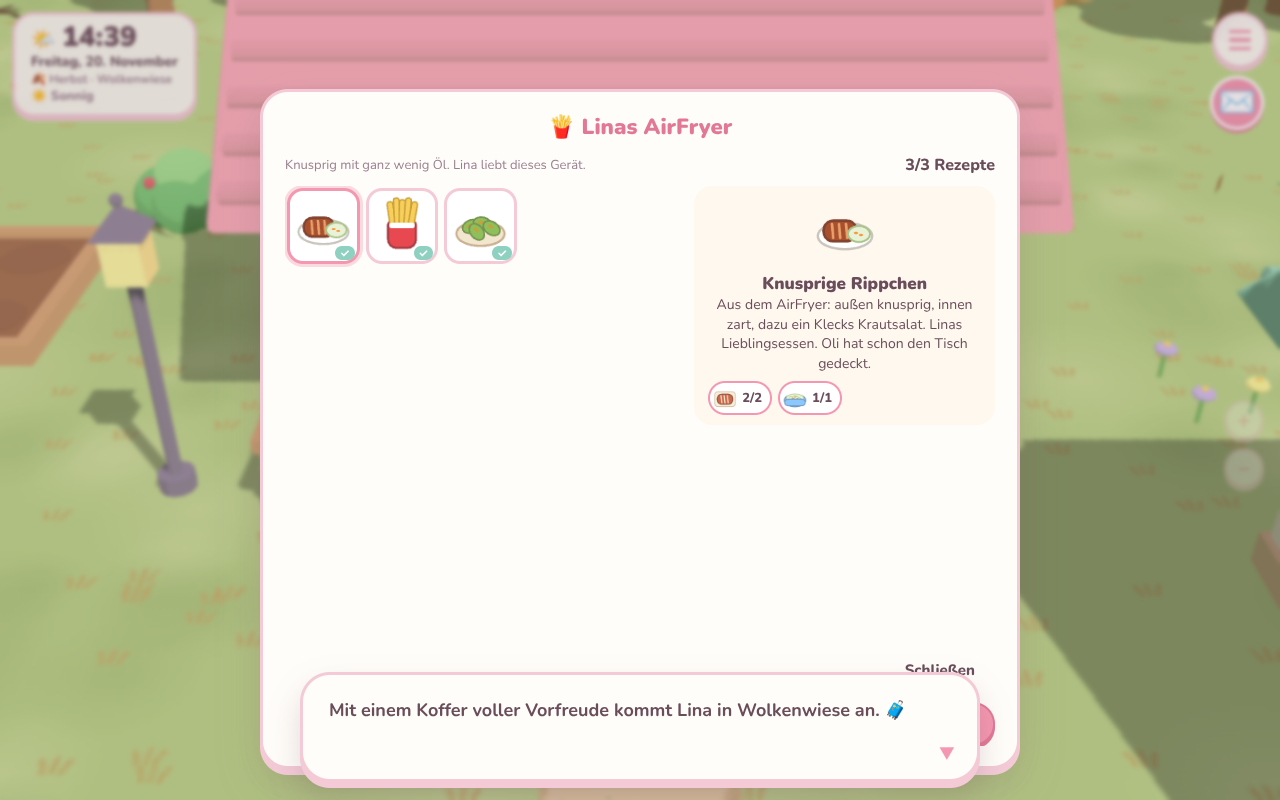 14:39
Freitag, 20. November
Herbst · Wolkenwiese
Sonnig
Linas AirFryer
Knusprig mit ganz wenig Öl. Lina liebt dieses Gerät.
3/3 Rezepte
Knusprige Rippchen
Aus dem AirFryer: außen knusprig, innen
zart, dazu ein Klecks Krautsalat. Linas
Lieblingsessen. Oli hat schon den Tisch
gedeckt.
2/2
1/1
Schließen
Mit einem Koffer voller Vorfreude kommt Lina in Wolkenwiese an.